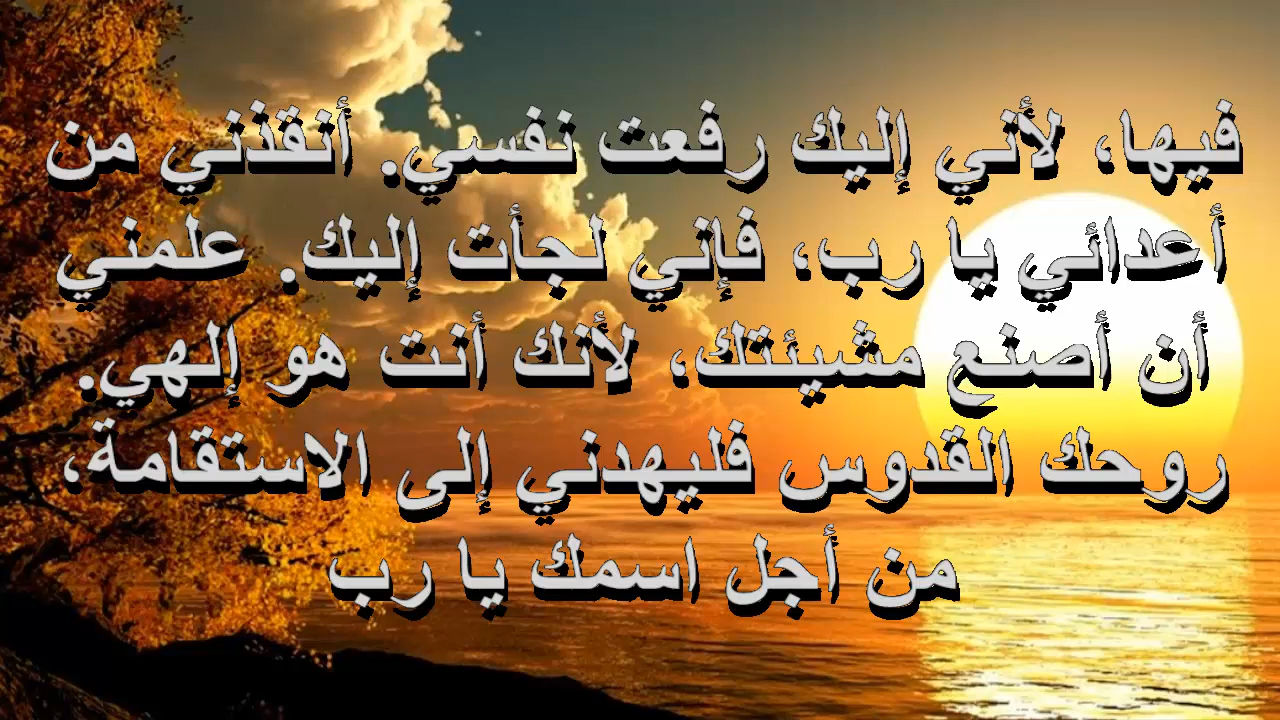 فيها، لأني إليك رفعت نفسي. أنقذني من
أعدائي يا رب، فإني لجأت إليك. علمني
أن أصنع مشيئتك، لأنك أنت هو إلهي.
روحك القدوس فليهدني إلى الاستقامة،
من أجل اسمك يا رب